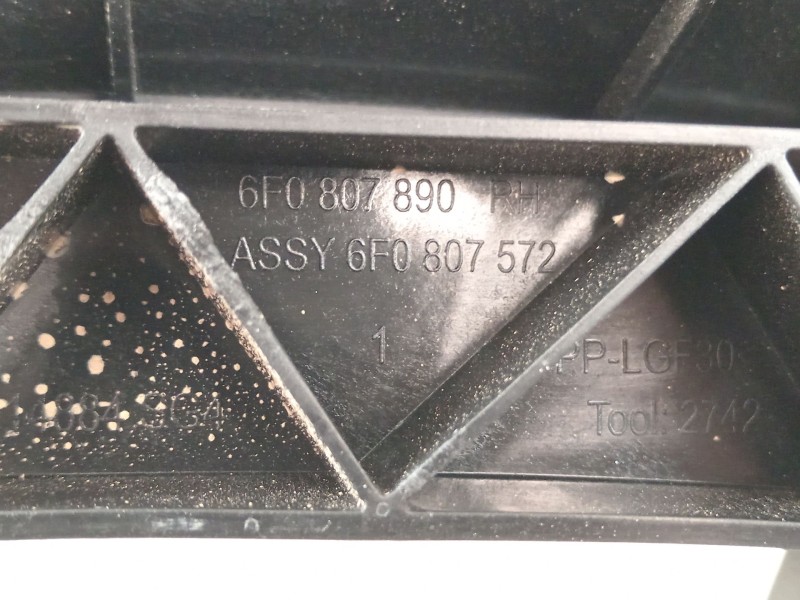 6F0 807 890 RH
ASSY 6F0 807 572
1
PP-LGF30
Tool: 2742